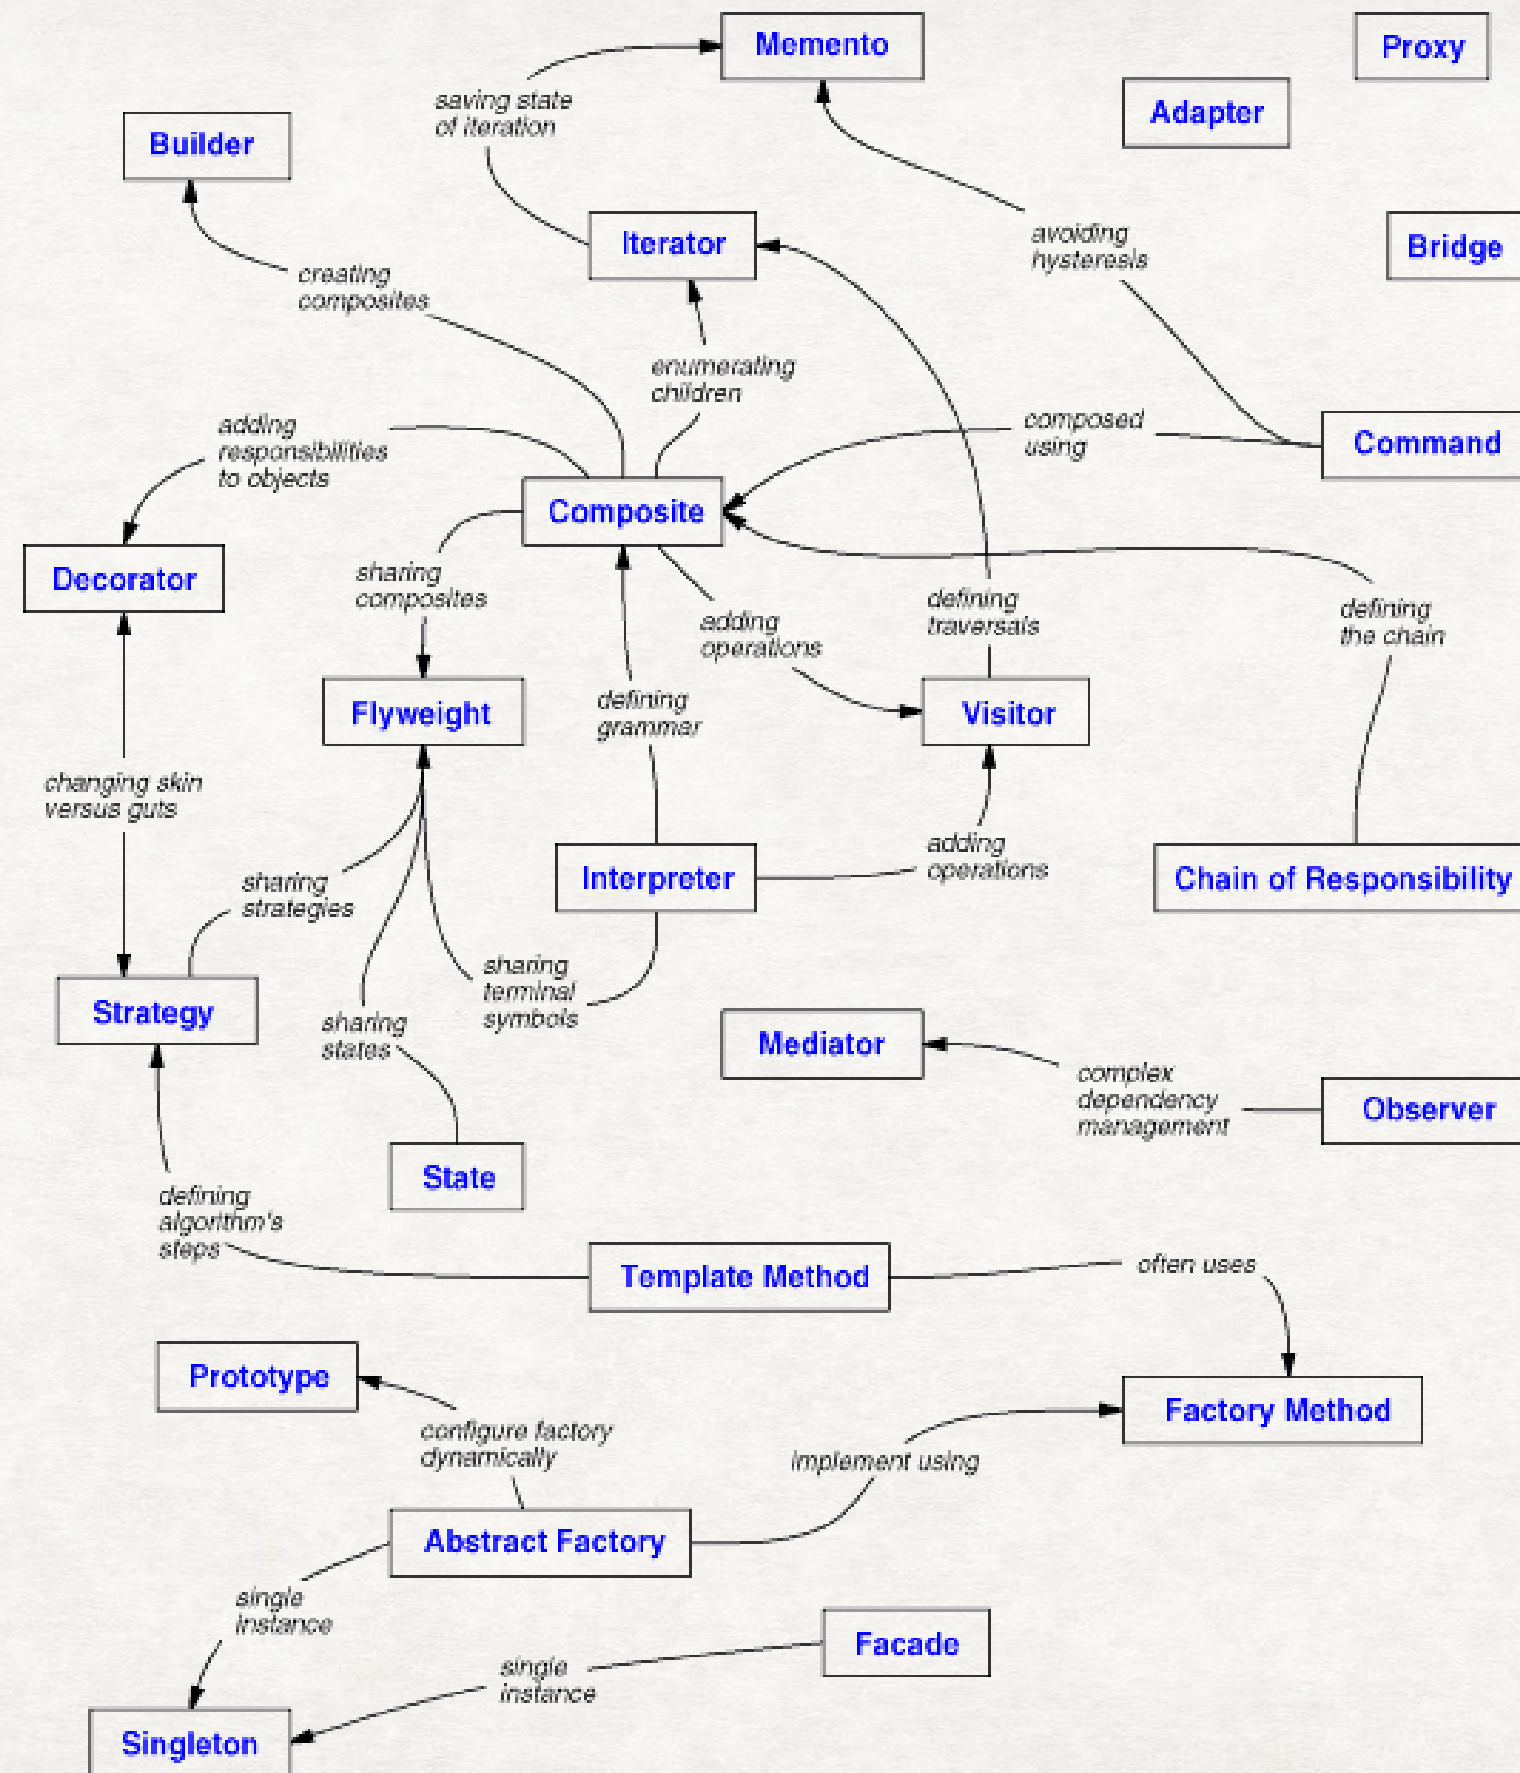 Memento
Proxy
Adapter
saving state
of iteration
Builder
Iterator
avoiding
hysteresis
Bridge
creating
composites
enumerating
children
adding
responsibilities
to objects
composed
using
Command
Composite
Decorator
sharing
composites
adding
operations
defining
traversals
defining
the chain
Flyweight
defining
grammar
Visitor
changing skin
versus guts
sharing
strategies
Interpreter
adding
operations
Chain of Responsibility
sharing
terminal
symbols
Strategy
sharing
states
Mediator
complex
dependency
management
Observer
State
defining
algorithm's
steps
Template Method
often uses
Prototype
Factory Method
configure factory
dynamically
implement using
Abstract Factory
single
instance
Facade
single
instance
Singleton